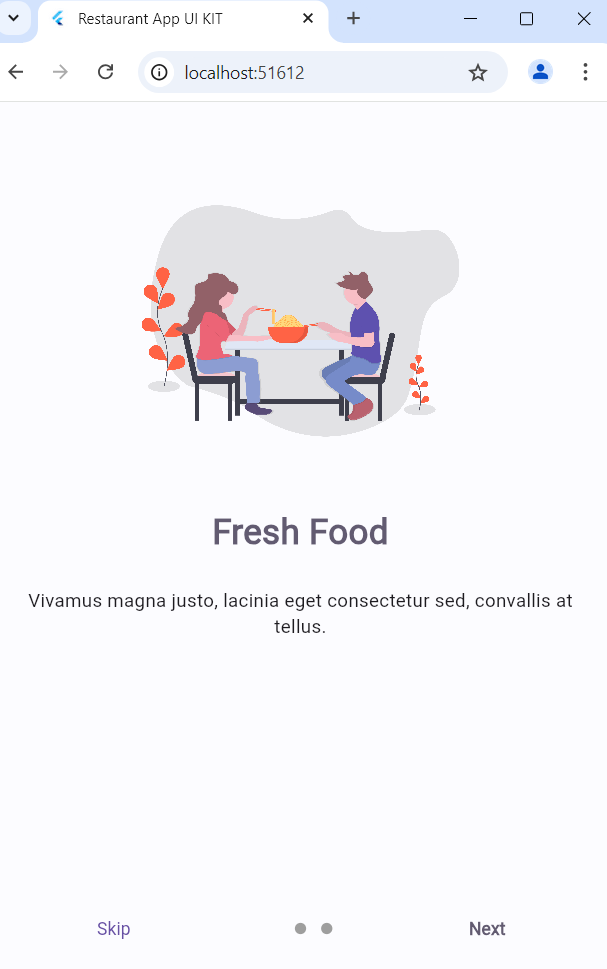 Restaurant App UI KIT
localhost:51612
Fresh Food
Vivamus magna justo, lacinia eget consectetur sed, convallis at
tellus.
Skip
Next